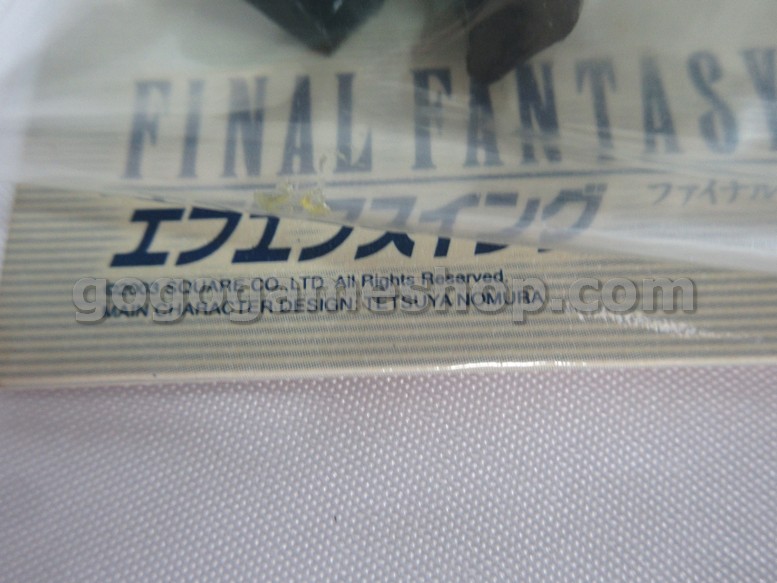 FINAL FANTASY
エフエフスイング ファイナル
©2003 SQUARE CO., LTD. All Rights Reserved.
MAIN CHARACTER DESIGN: TETSUYA NOMURA
gogogameshop.com